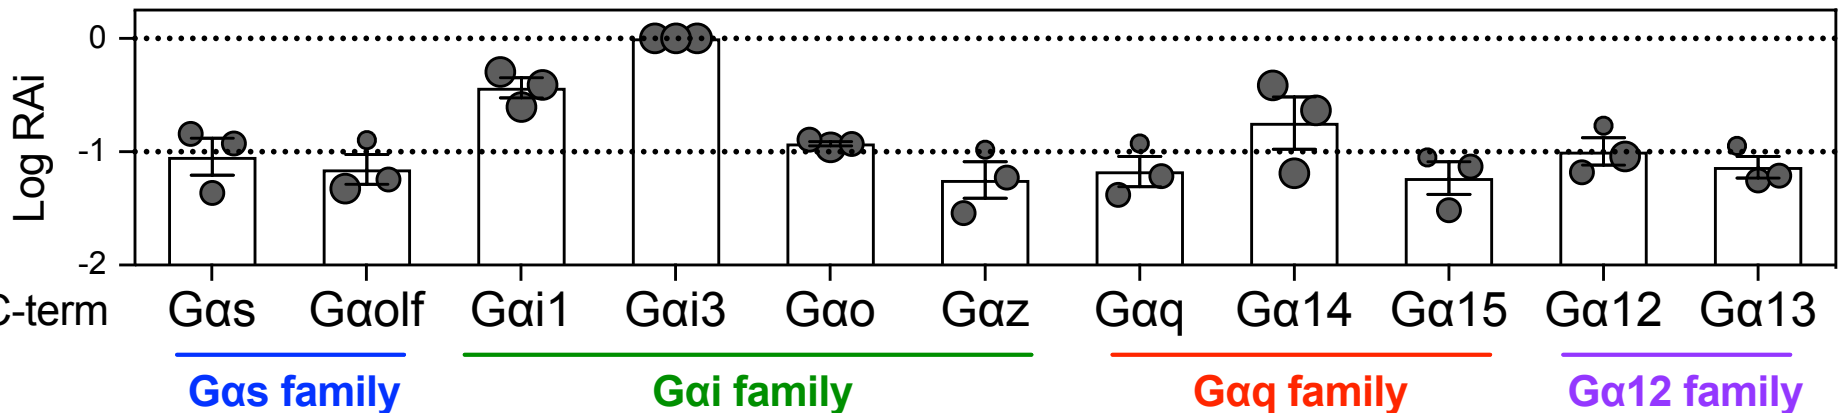 0
-1
-2
Log RAi
C-term Gαs Gαolf Gαi1 Gαi3 Gαo Gαz Gαq Gα14 Gα15 Gα12 Gα13
Gαs family Gαi family Gαq family Gα12 family